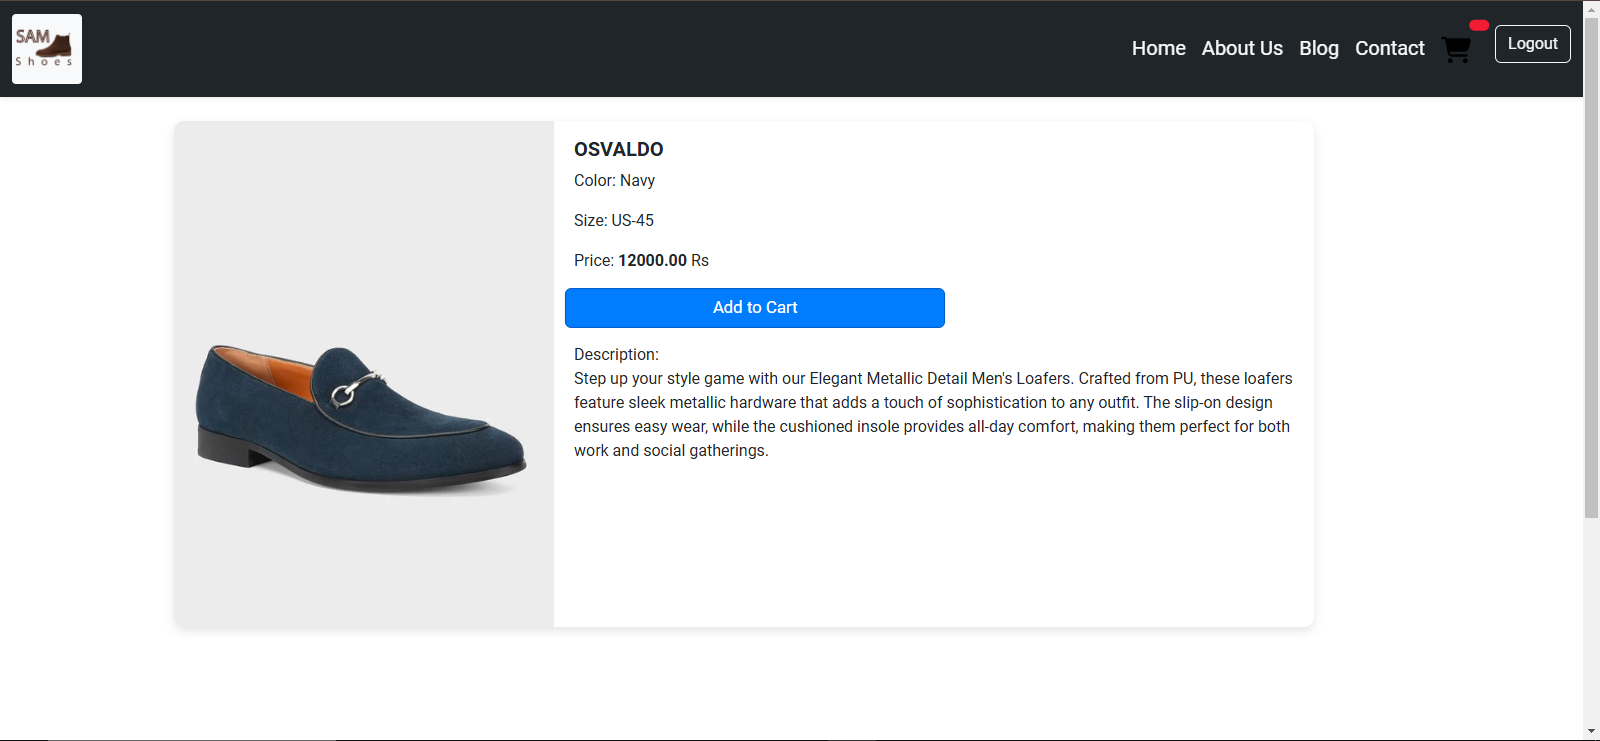 SAM
Shoes
Home About Us Blog Contact Logout
OSVALDO
Color: Navy
Size: US-45
Price: 12000.00 Rs
Add to Cart
Description:
Step up your style game with our Elegant Metallic Detail Men's Loafers. Crafted from PU, these loafers
feature sleek metallic hardware that adds a touch of sophistication to any outfit. The slip-on design
ensures easy wear, while the cushioned insole provides all-day comfort, making them perfect for both
work and social gatherings.